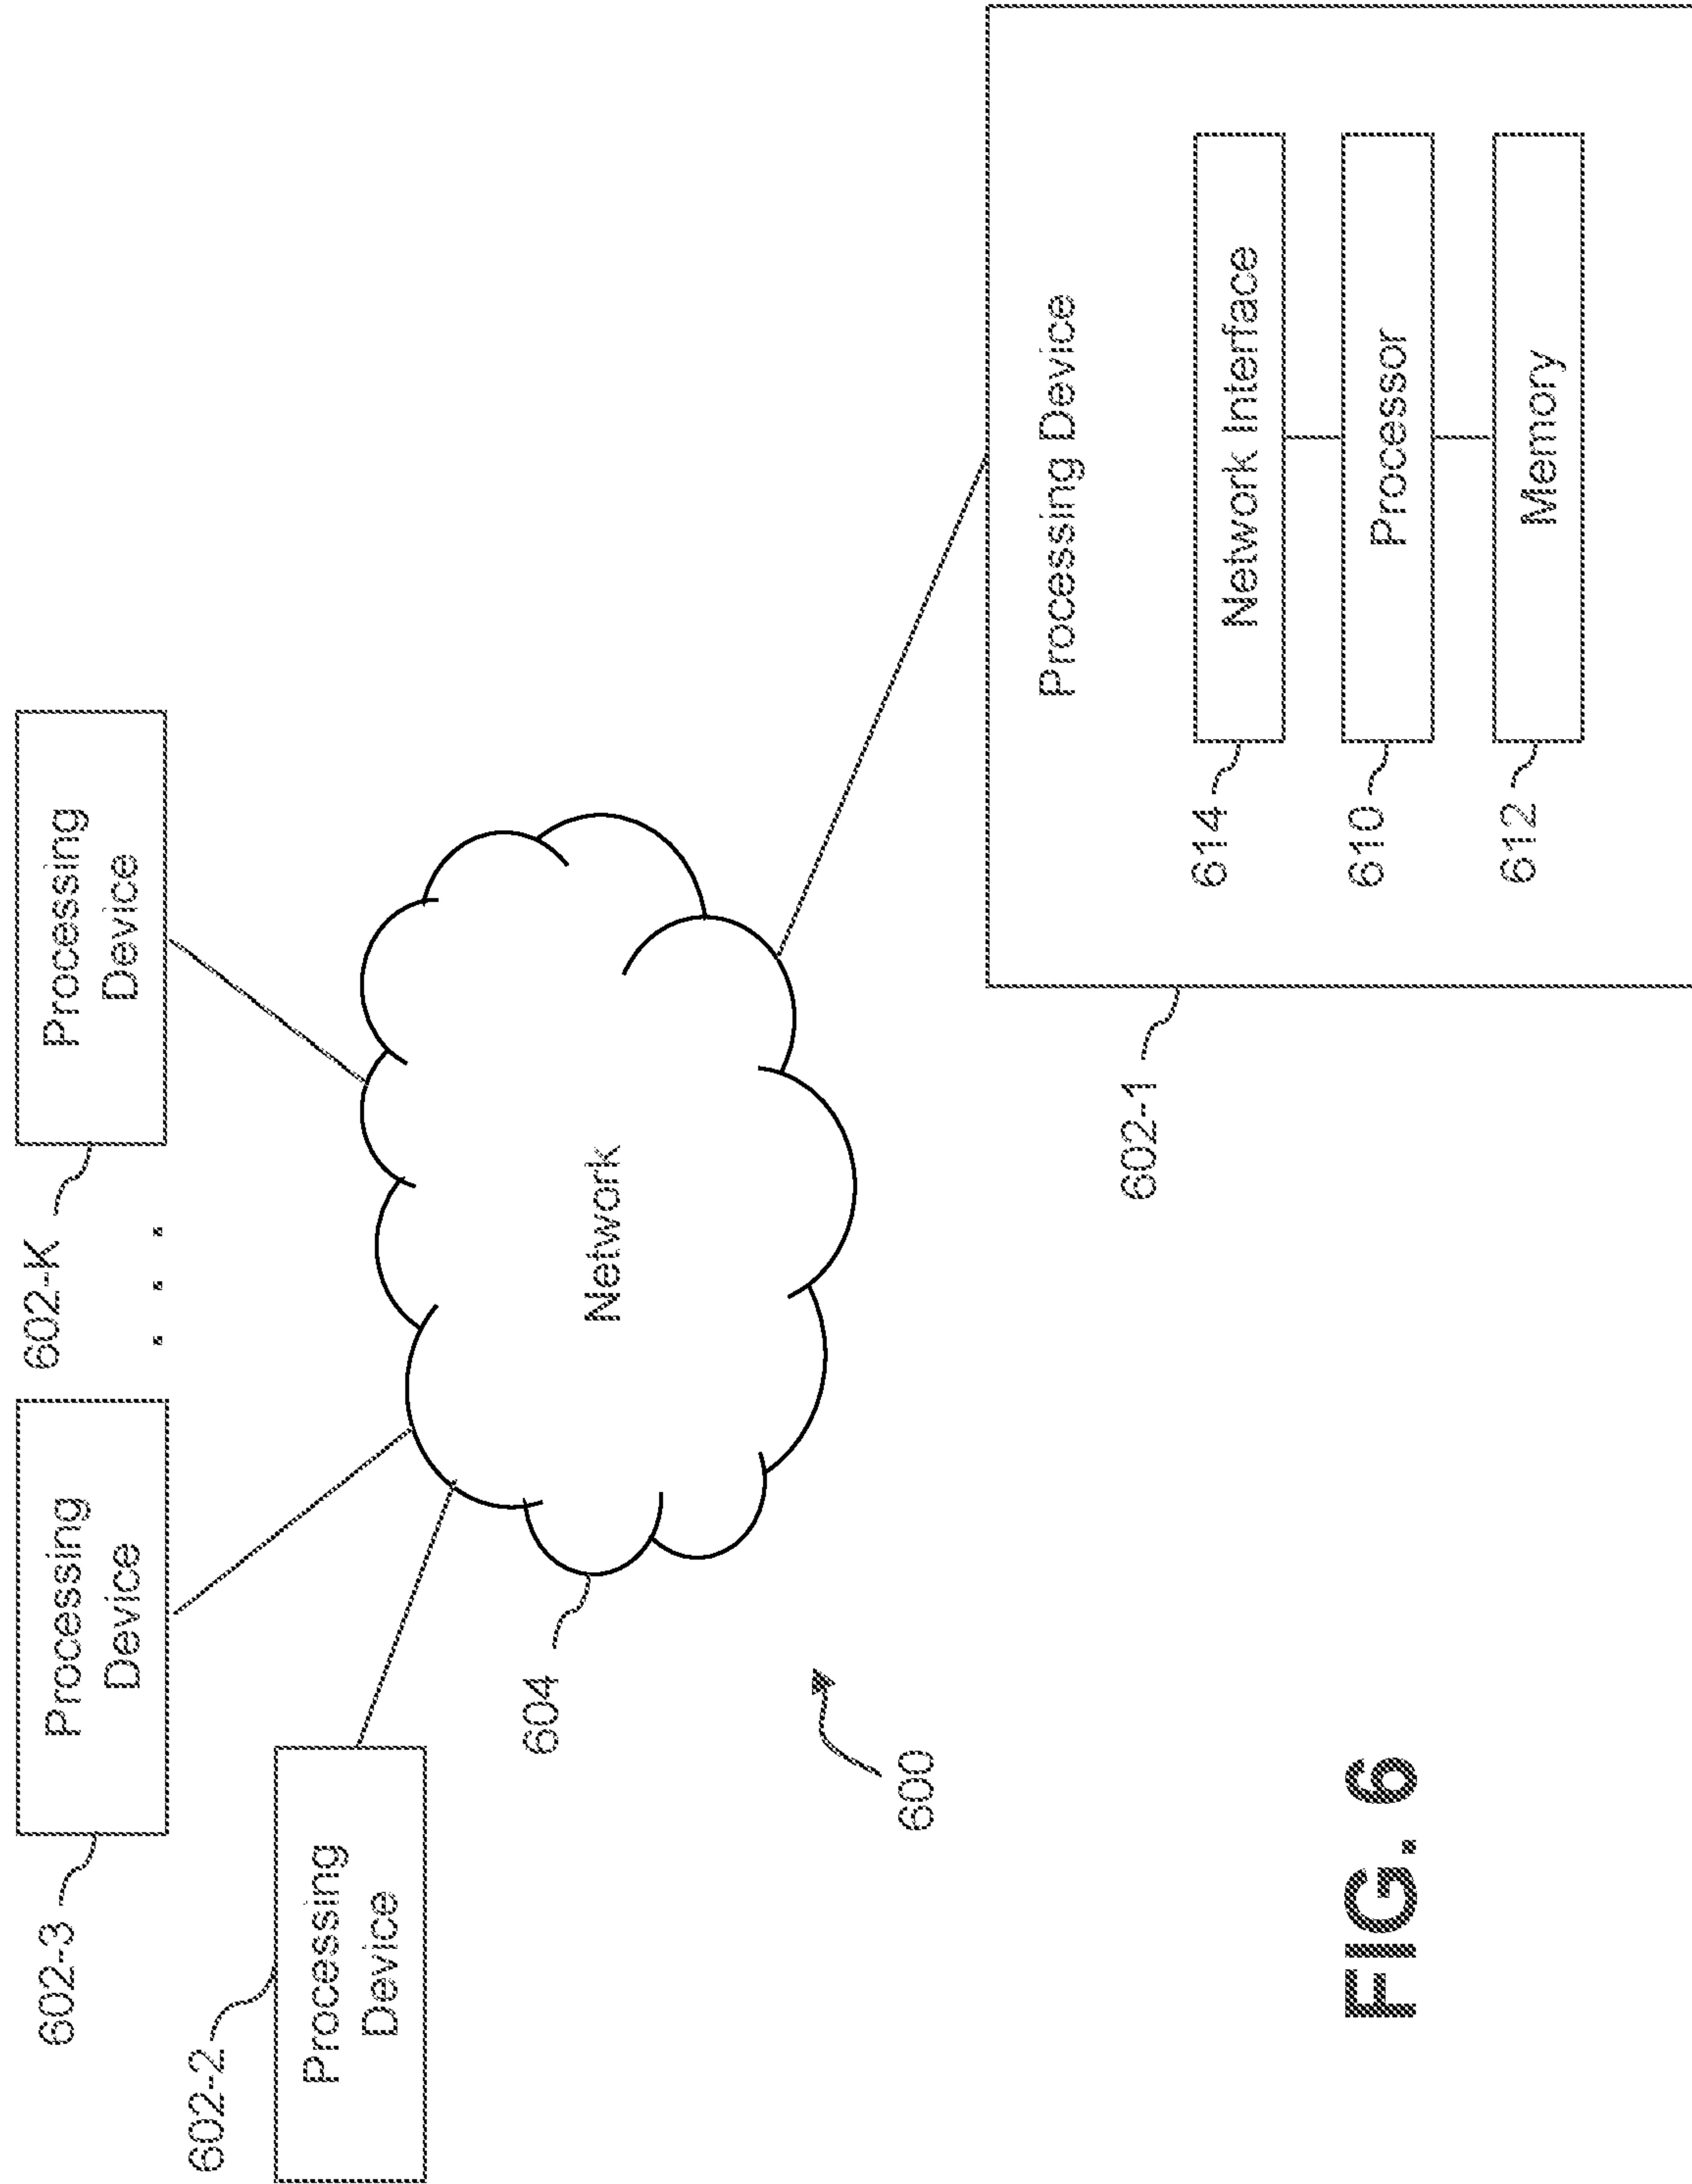 602-2
Processing
Device
602-3
Processing
Device
602-K
Processing
Device
. . .
604
Network
600
602-1
Processing Device
614
Network Interface
610
Processor
612
Memory
FIG. 6